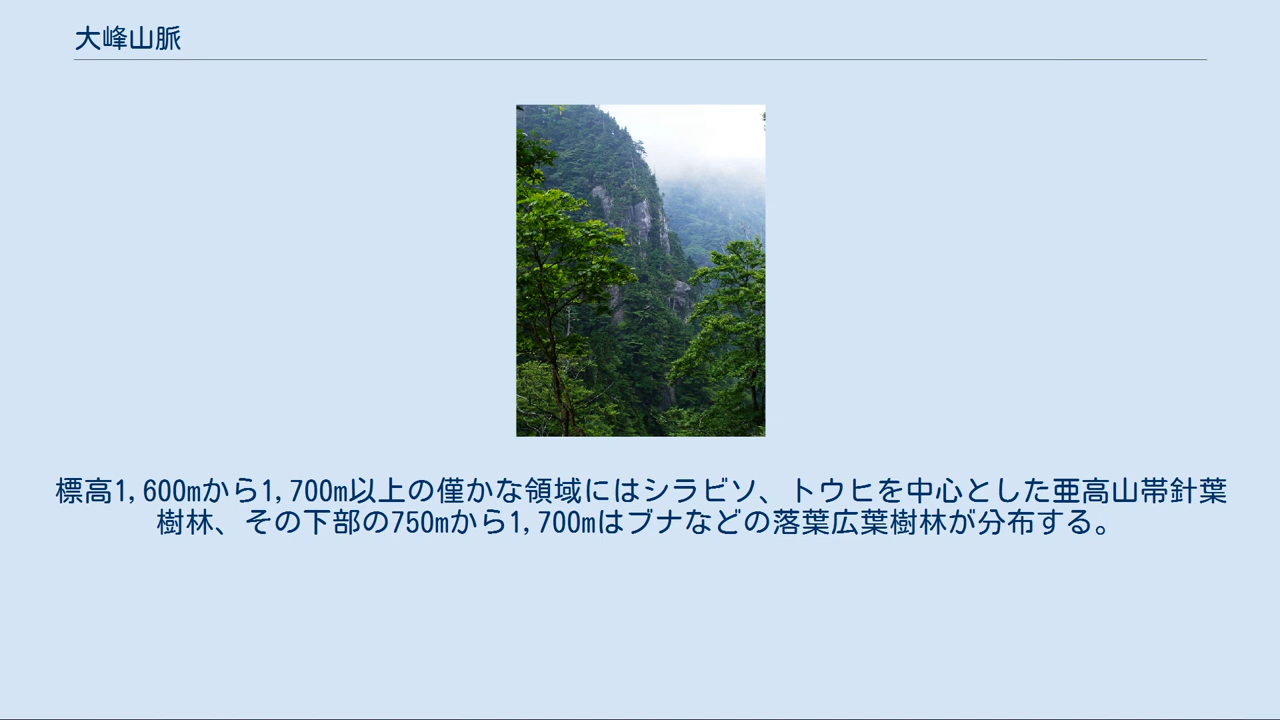 大峰山脈
標高1,600mから1,700m以上の僅かな領域にはシラビソ、トウヒを中心とした亜高山帯針葉
樹林、その下部の750mから1,700mはブナなどの落葉広葉樹林が分布する。